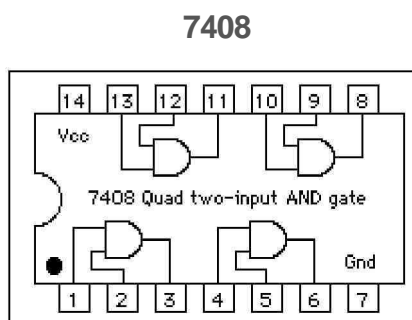 7408
14 13 12 11 10 9 8
Vcc
7408 Quad two-input AND gate
Gnd
1 2 3 4 5 6 7